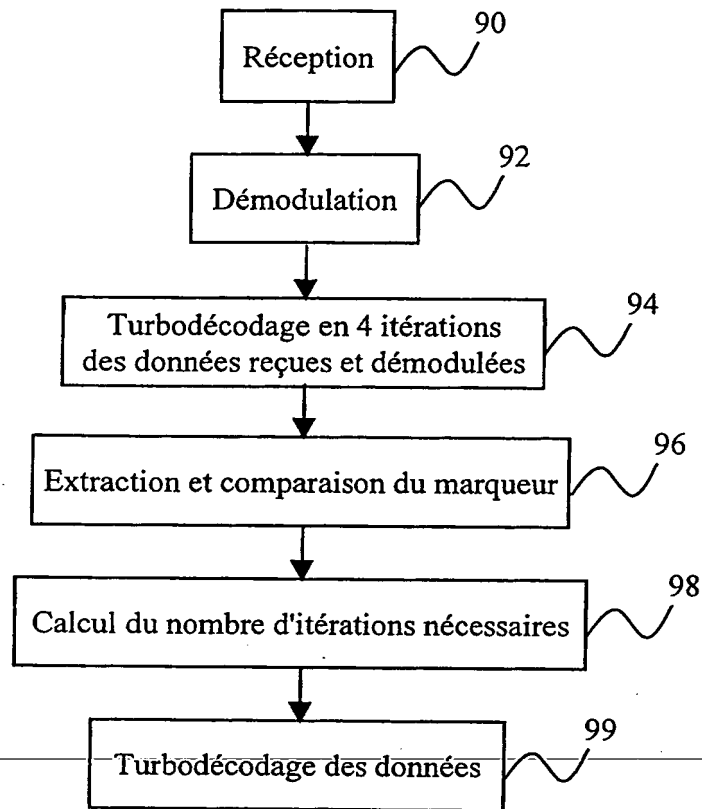 90
Réception
92
Démodulation
94
Turbodécodage en 4 itérations
des données reçues et démodulées
96
Extraction et comparaison du marqueur
98
Calcul du nombre d'itérations nécessaires
99
Turbodécodage des données